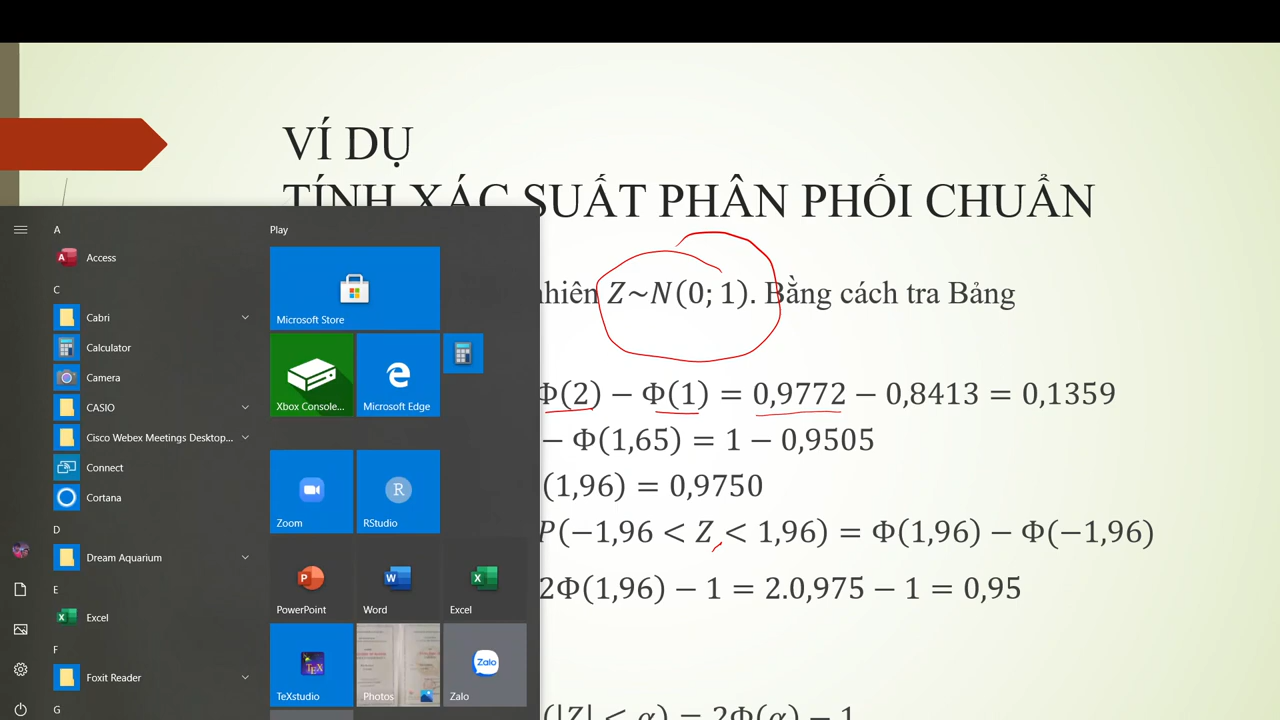 VÍ DỤ
TÍNH XÁC SUẤT PHÂN PHỐI CHUẨN
nhiên Z~N(0; 1). Bằng cách tra Bảng
Φ(2) − Φ(1) = 0,9772 − 0,8413 = 0,1359
− Φ(1,65) = 1 − 0,9505
(1,96) = 0,9750
P(−1,96 < Z < 1,96) = Φ(1,96) − Φ(−1,96)
2Φ(1,96) − 1 = 2.0,975 − 1 = 0,95
(|Z| < α) = 2Φ(α) − 1
A
Access
C
Cabri
Calculator
Camera
CASIO
Cisco Webex Meetings Desktop...
Connect
Cortana
D
Dream Aquarium
E
Excel
F
Foxit Reader
G
Play
Microsoft Store
Xbox Console...
Microsoft Edge
Zoom
R
RStudio
PowerPoint
Word
Excel
TEX
TeXstudio
Photos
Zalo
Zalo